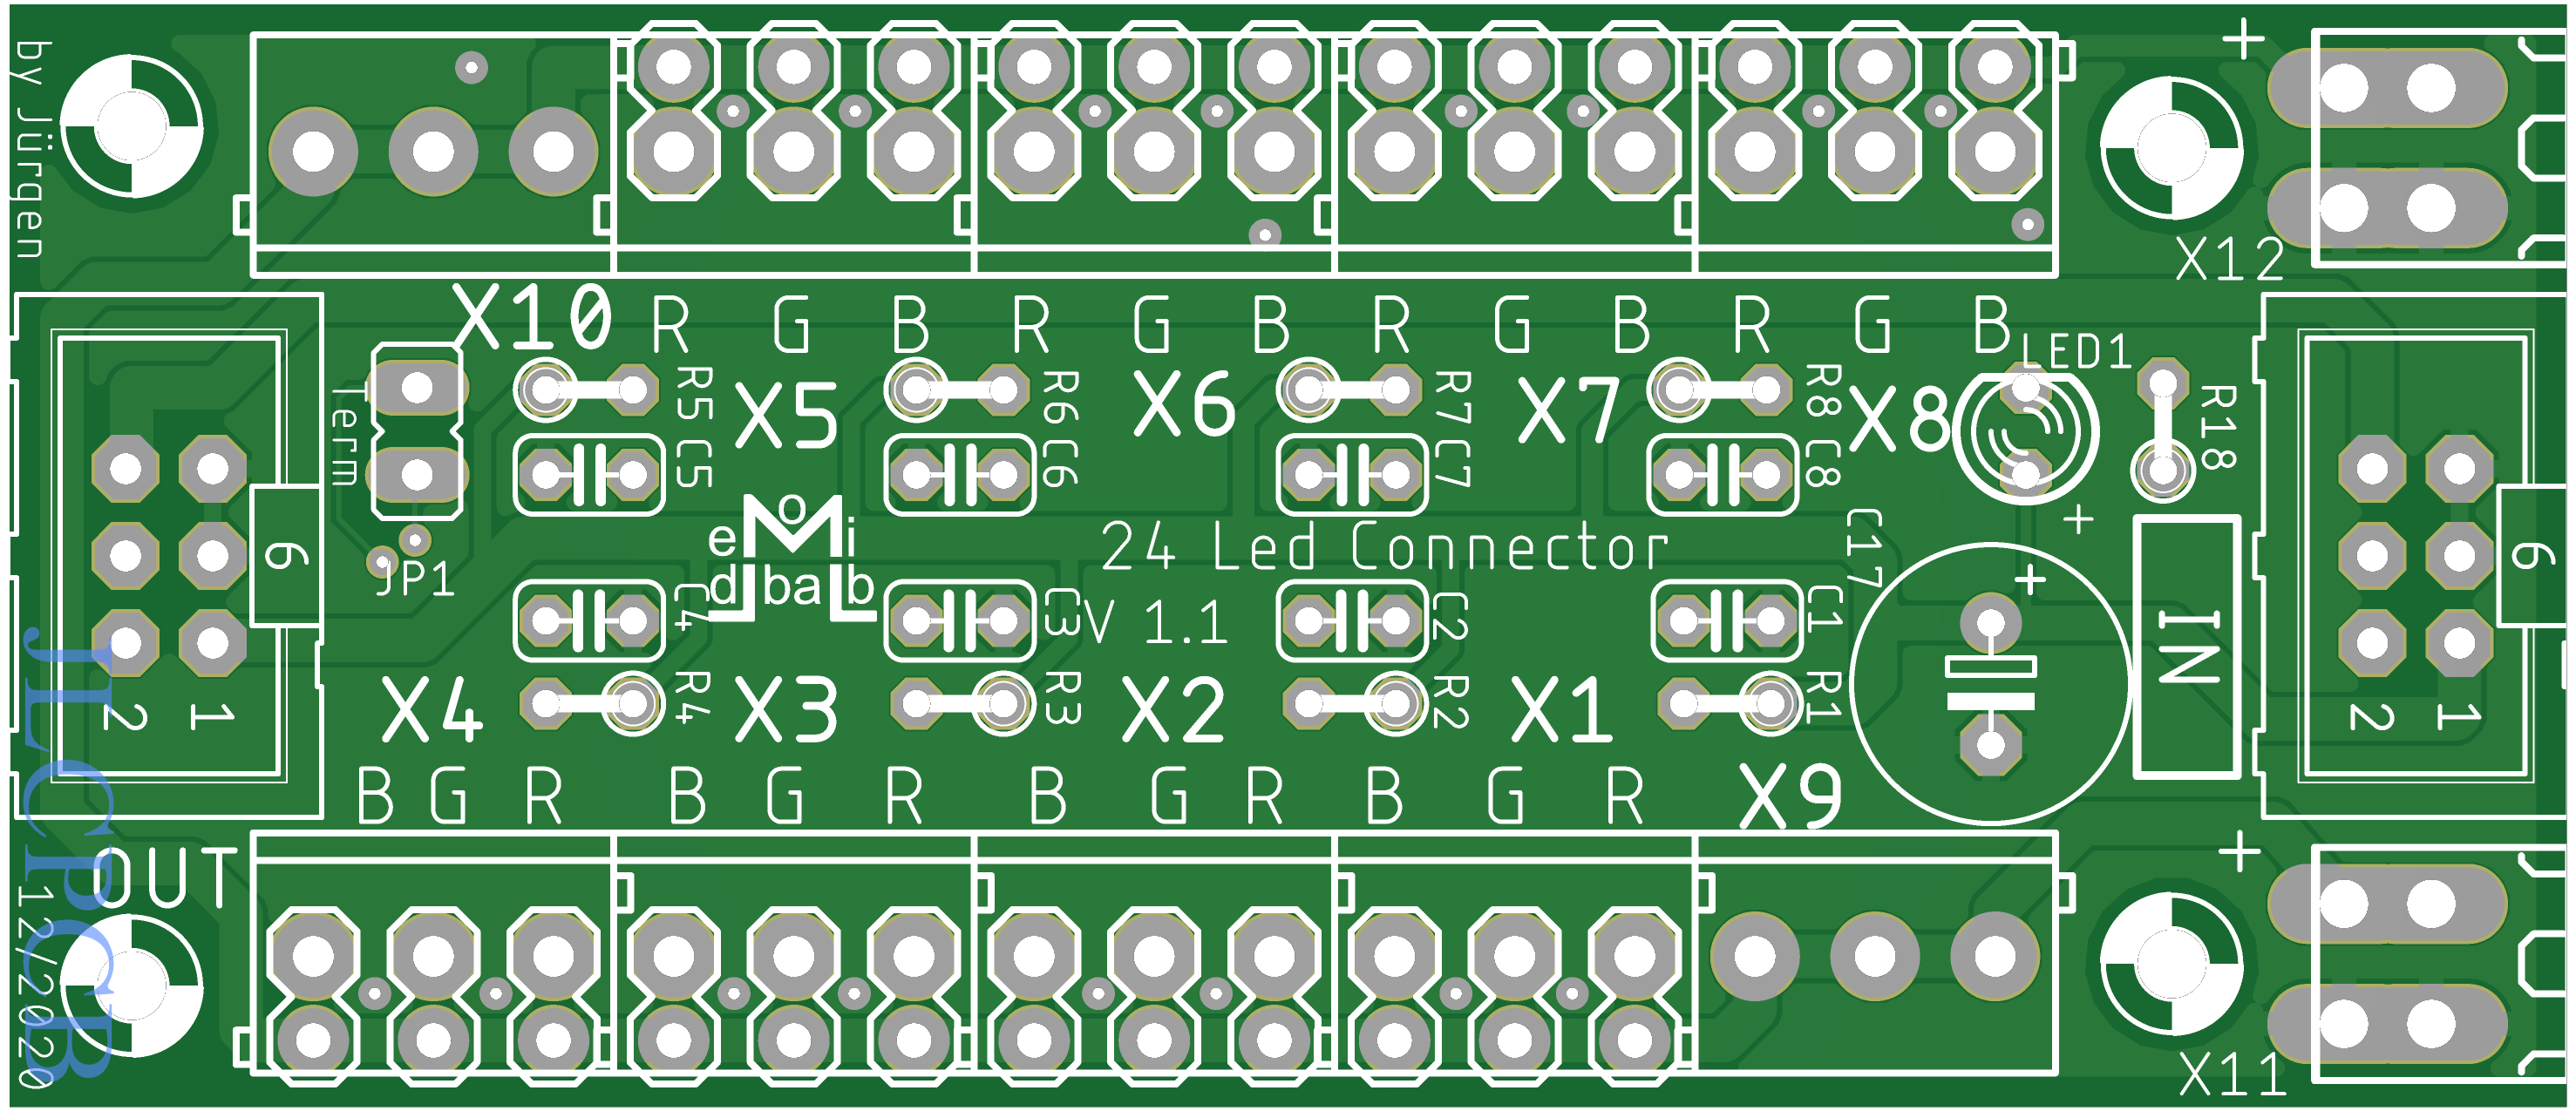 by Jürgen
+
X12
X10
R G B R G B R G B R G B
LED1
Term
R5
X5
R6
X6
R7
X7
R8
X8
R18
C5
C6
C7
C8
+
6
JP1
e o i
d ba b
24 Led Connector
V 1.1
C17
+
IN
6
C4
C3
C2
C1
2 1
X4
R4
X3
R3
X2
R2
X1
R1
2 1
B G R B G R B G R B G R
X9
JLCPCB
OUT
+
12/2020
X11